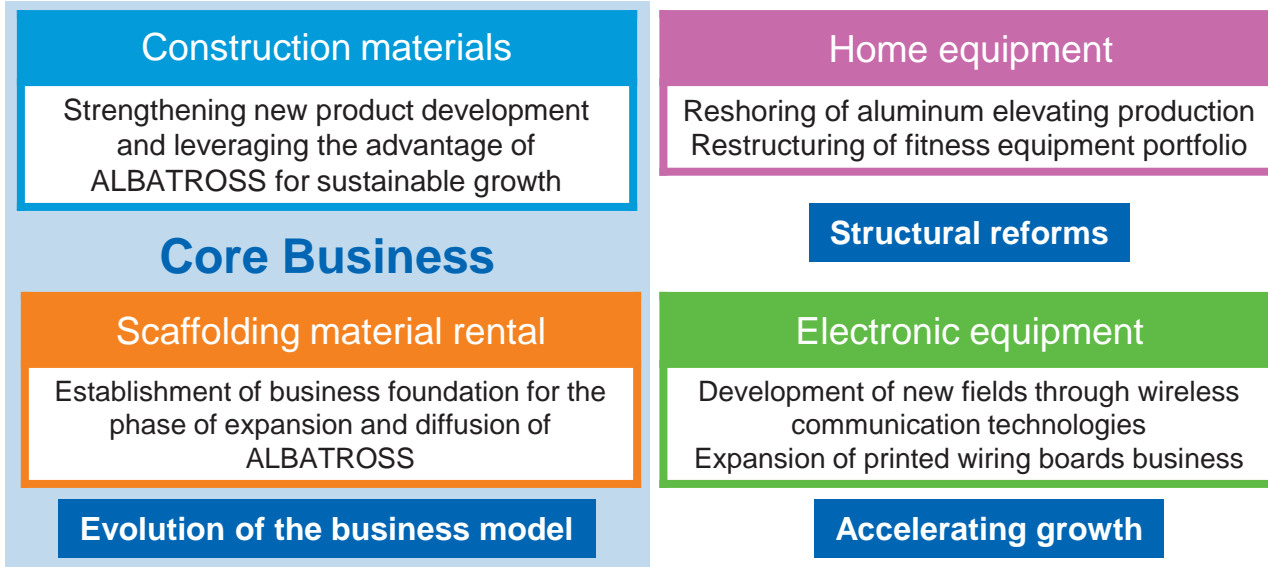 Construction materials
Strengthening new product development
and leveraging the advantage of
ALBATROSS for sustainable growth
Core Business
Scaffolding material rental
Establishment of business foundation for the
phase of expansion and diffusion of
ALBATROSS
Evolution of the business model
Home equipment
Reshoring of aluminum elevating production
Restructuring of fitness equipment portfolio
Structural reforms
Electronic equipment
Development of new fields through wireless
communication technologies
Expansion of printed wiring boards business
Accelerating growth